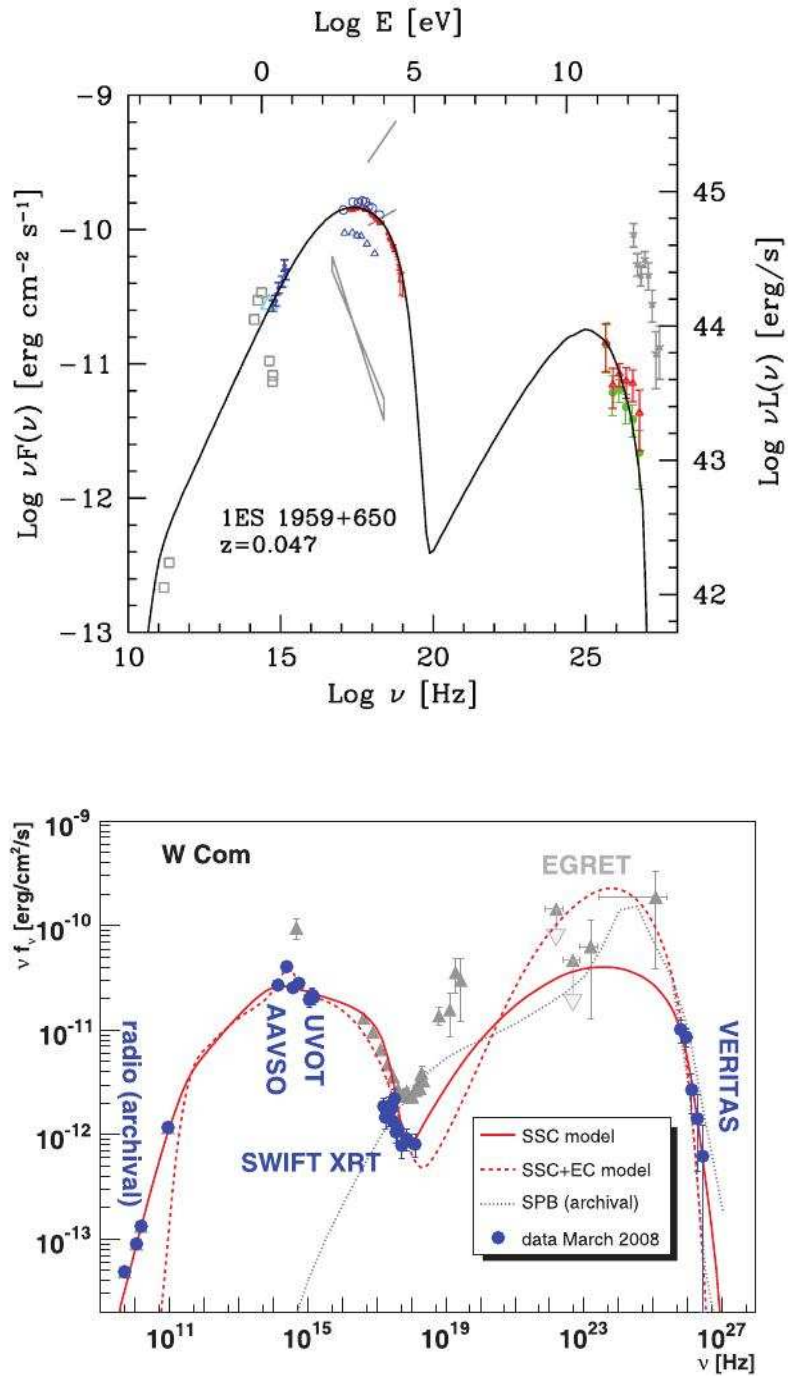 Log E [eV]
0 5 10
−9
−10
−11
−12
−13
Log νF(ν) [erg cm⁻² s⁻¹]
45
44
43
42
Log νL(ν) [erg/s]
1ES 1959+650
z=0.047
10 15 20 25
Log ν [Hz]
W Com
EGRET
ν fᵥ [erg/cm²/s]
10⁻⁹
10⁻¹⁰
10⁻¹¹
10⁻¹²
10⁻¹³
radio (archival)
AAVSO
UVOT
SWIFT XRT
VERITAS
SSC model
SSC+EC model
SPB (archival)
data March 2008
10¹¹ 10¹⁵ 10¹⁹ 10²³ 10²⁷
ν [Hz]